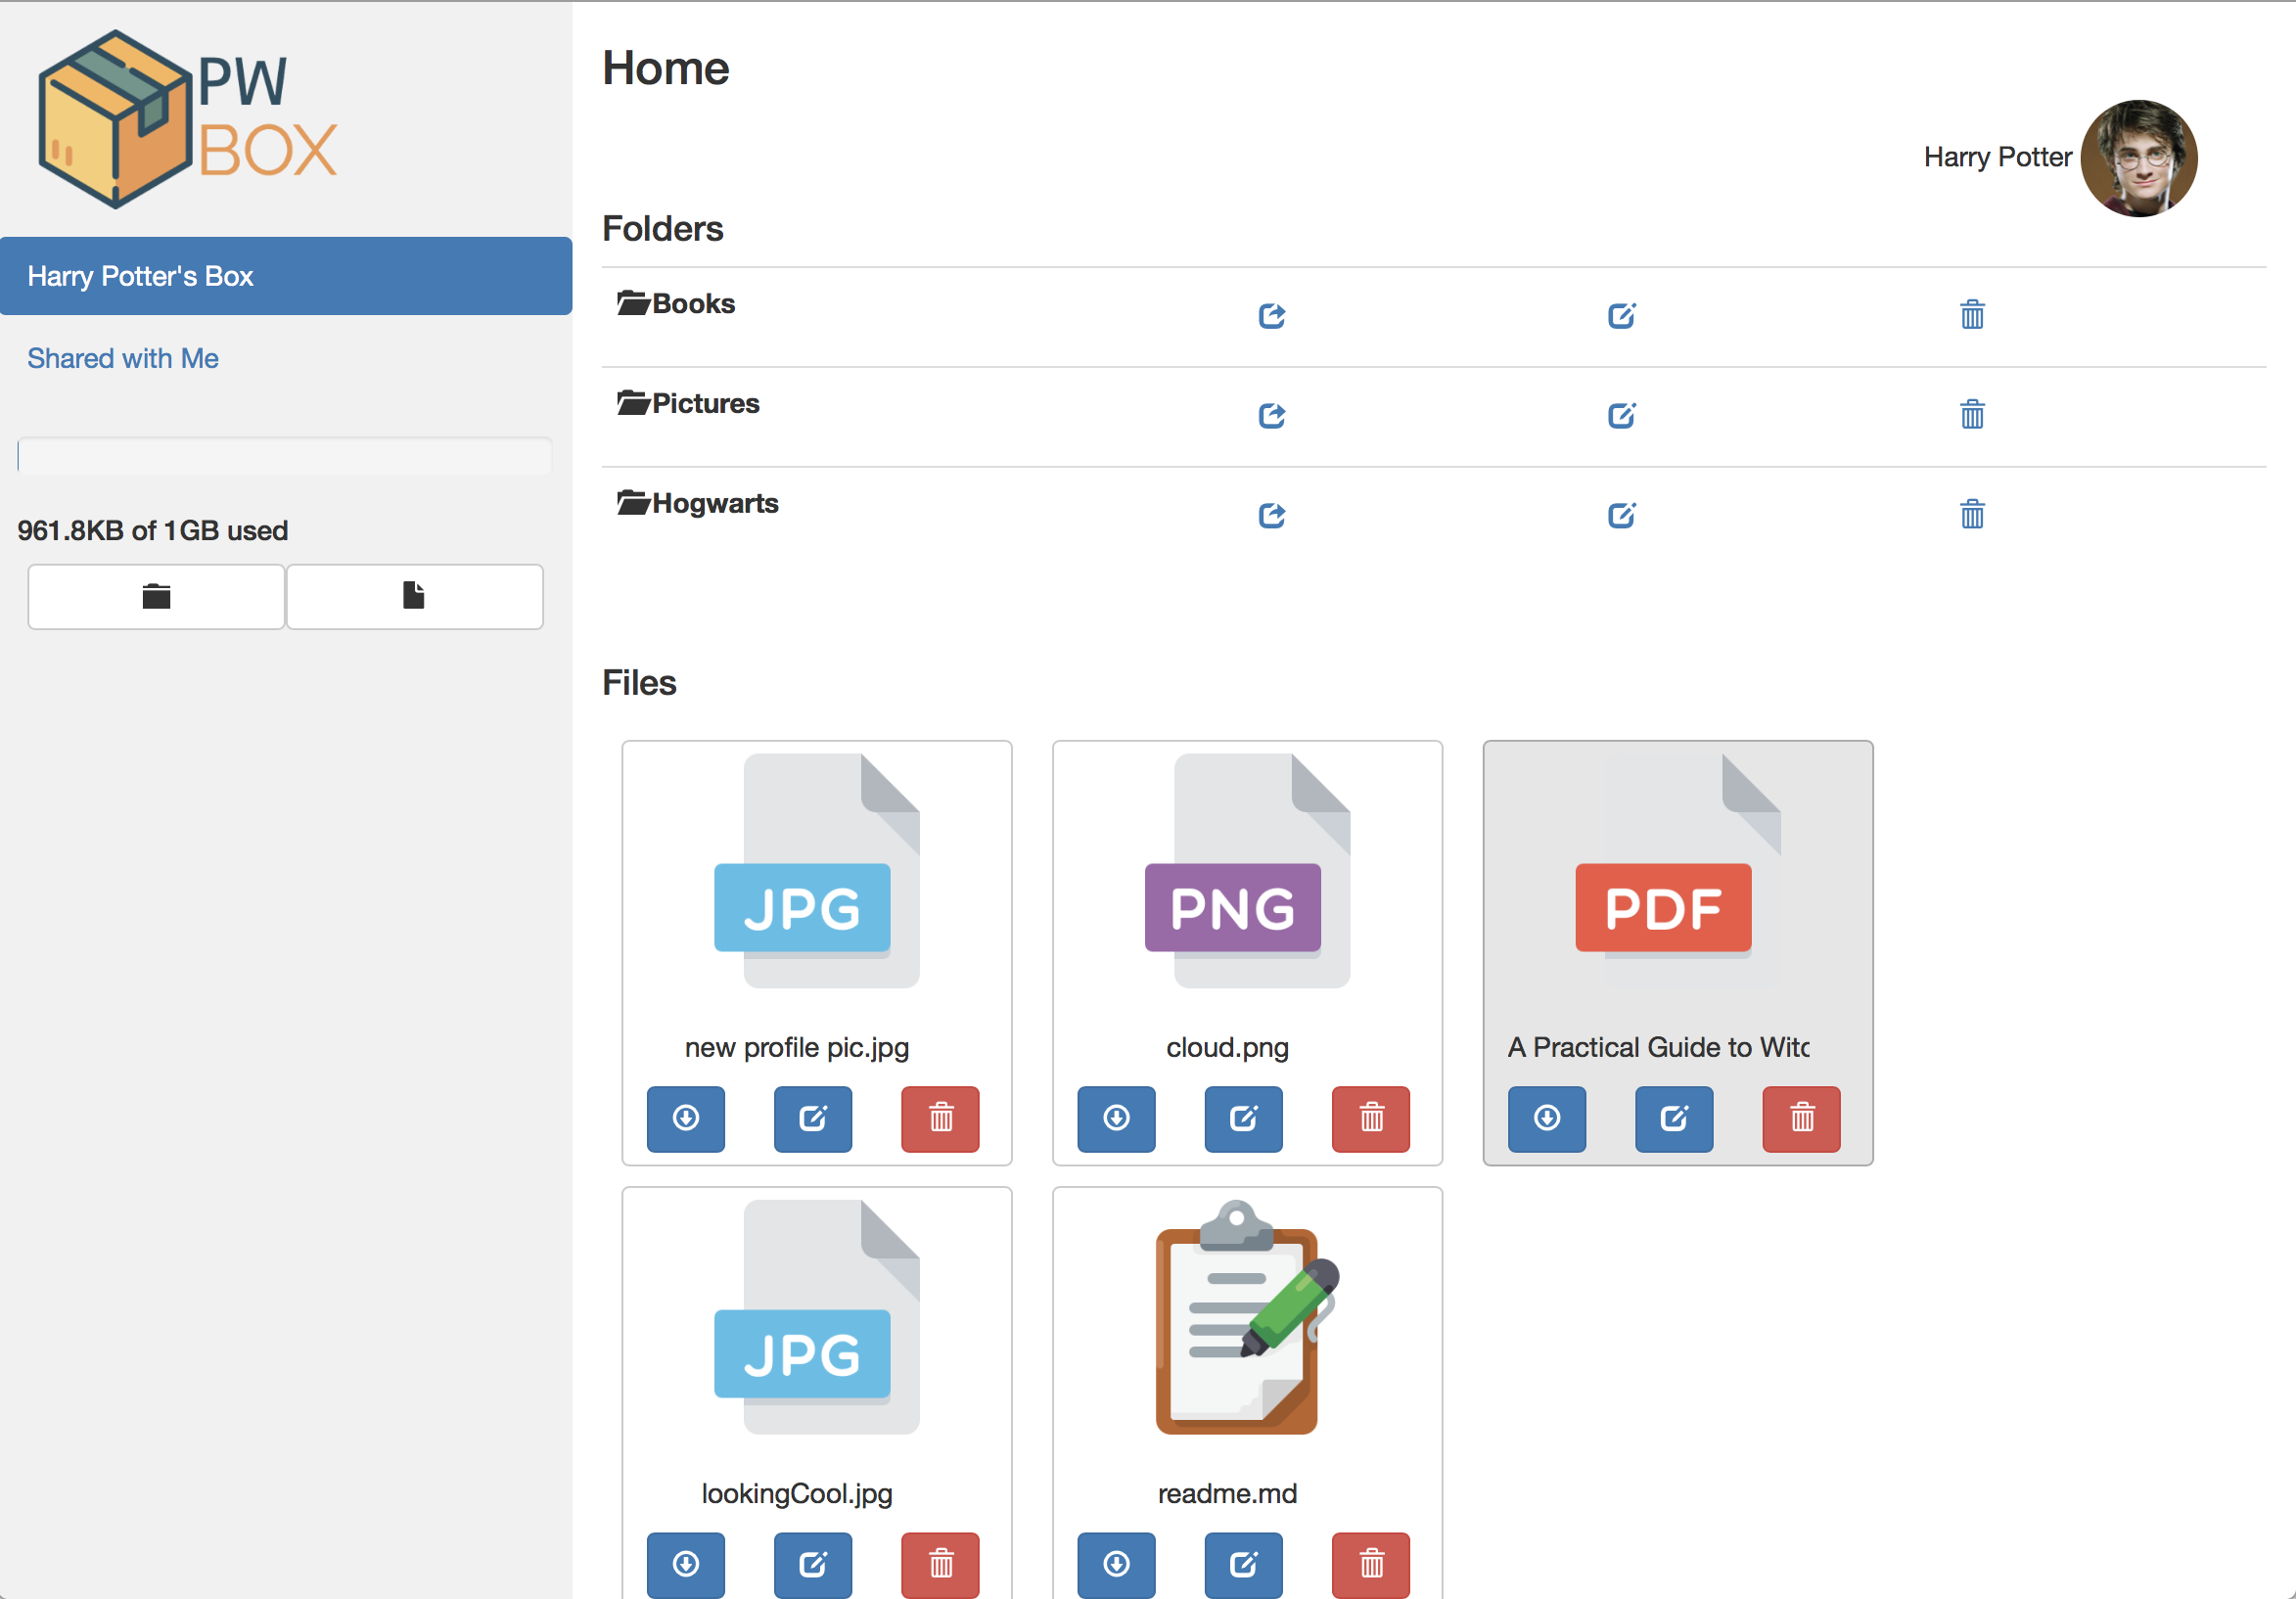 PW
BOX
Harry Potter's Box
Shared with Me
961.8KB of 1GB used
Home
Harry Potter
Folders
Books
Pictures
Hogwarts
Files
JPG
new profile pic.jpg
PNG
cloud.png
PDF
A Practical Guide to Witc
JPG
lookingCool.jpg
readme.md